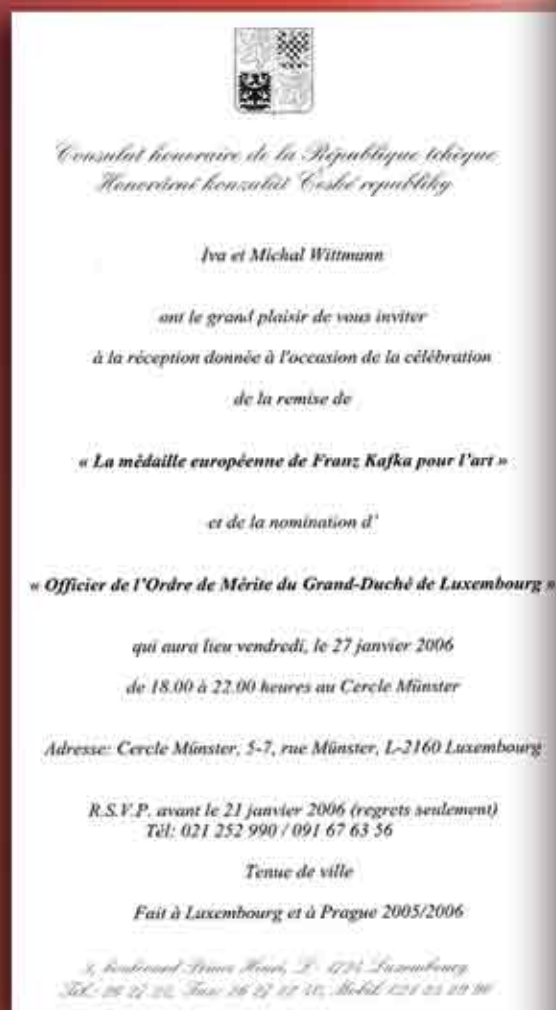 Consulat honoraire de la République tchèque
Honorární konzulát České republiky
Iva et Michal Wittmann
ont le grand plaisir de vous inviter
à la réception donnée à l'occasion de la célébration
de la remise de
« La médaille européenne de Franz Kafka pour l'art »
et de la nomination d'
« Officier de l'Ordre de Mérite du Grand-Duché de Luxembourg »
qui aura lieu vendredi, le 27 janvier 2006
de 18.00 à 22.00 heures au Cercle Münster
Adresse: Cercle Münster, 5-7, rue Münster, L-2160 Luxembourg
R.S.V.P. avant le 21 janvier 2006 (regrets seulement)
Tél: 021 252 990 / 091 67 63 56
Tenue de ville
Fait à Luxembourg et à Prague 2005/2006
boulevard Prince Henri, L- 1724 Luxembourg
Tél.: Fax: Mobil: